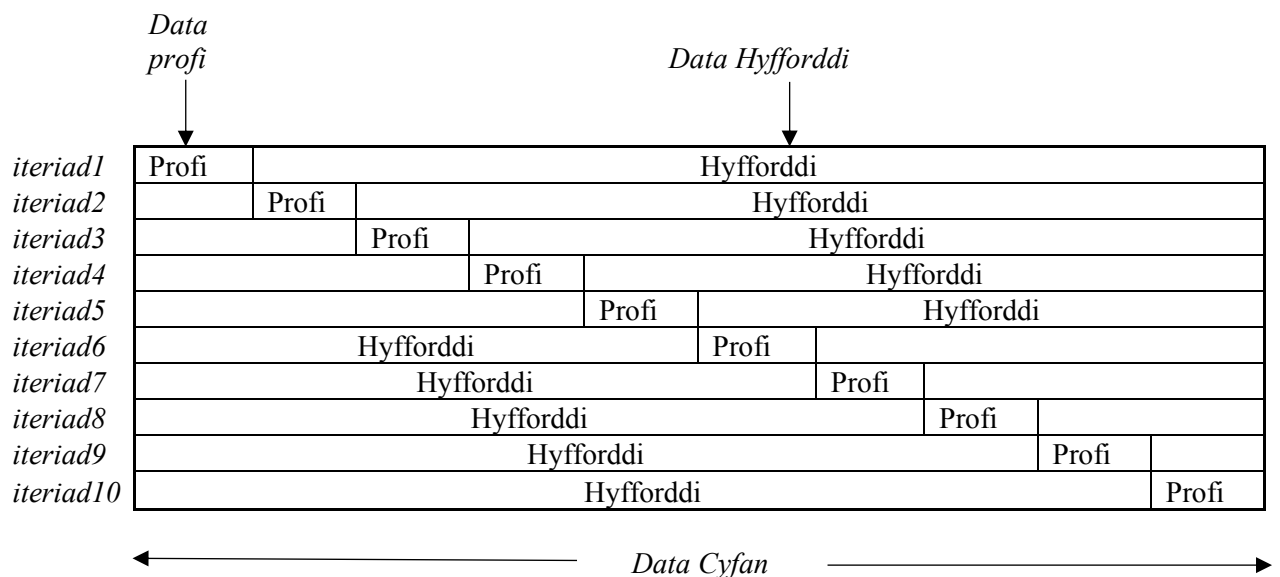 Data
profi
Data Hyfforddi
iteriad1 Profi Hyfforddi
iteriad2 Profi Hyfforddi
iteriad3 Profi Hyfforddi
iteriad4 Profi Hyfforddi
iteriad5 Profi Hyfforddi
iteriad6 Hyfforddi Profi
iteriad7 Hyfforddi Profi
iteriad8 Hyfforddi Profi
iteriad9 Hyfforddi Profi
iteriad10 Hyfforddi Profi
Data Cyfan